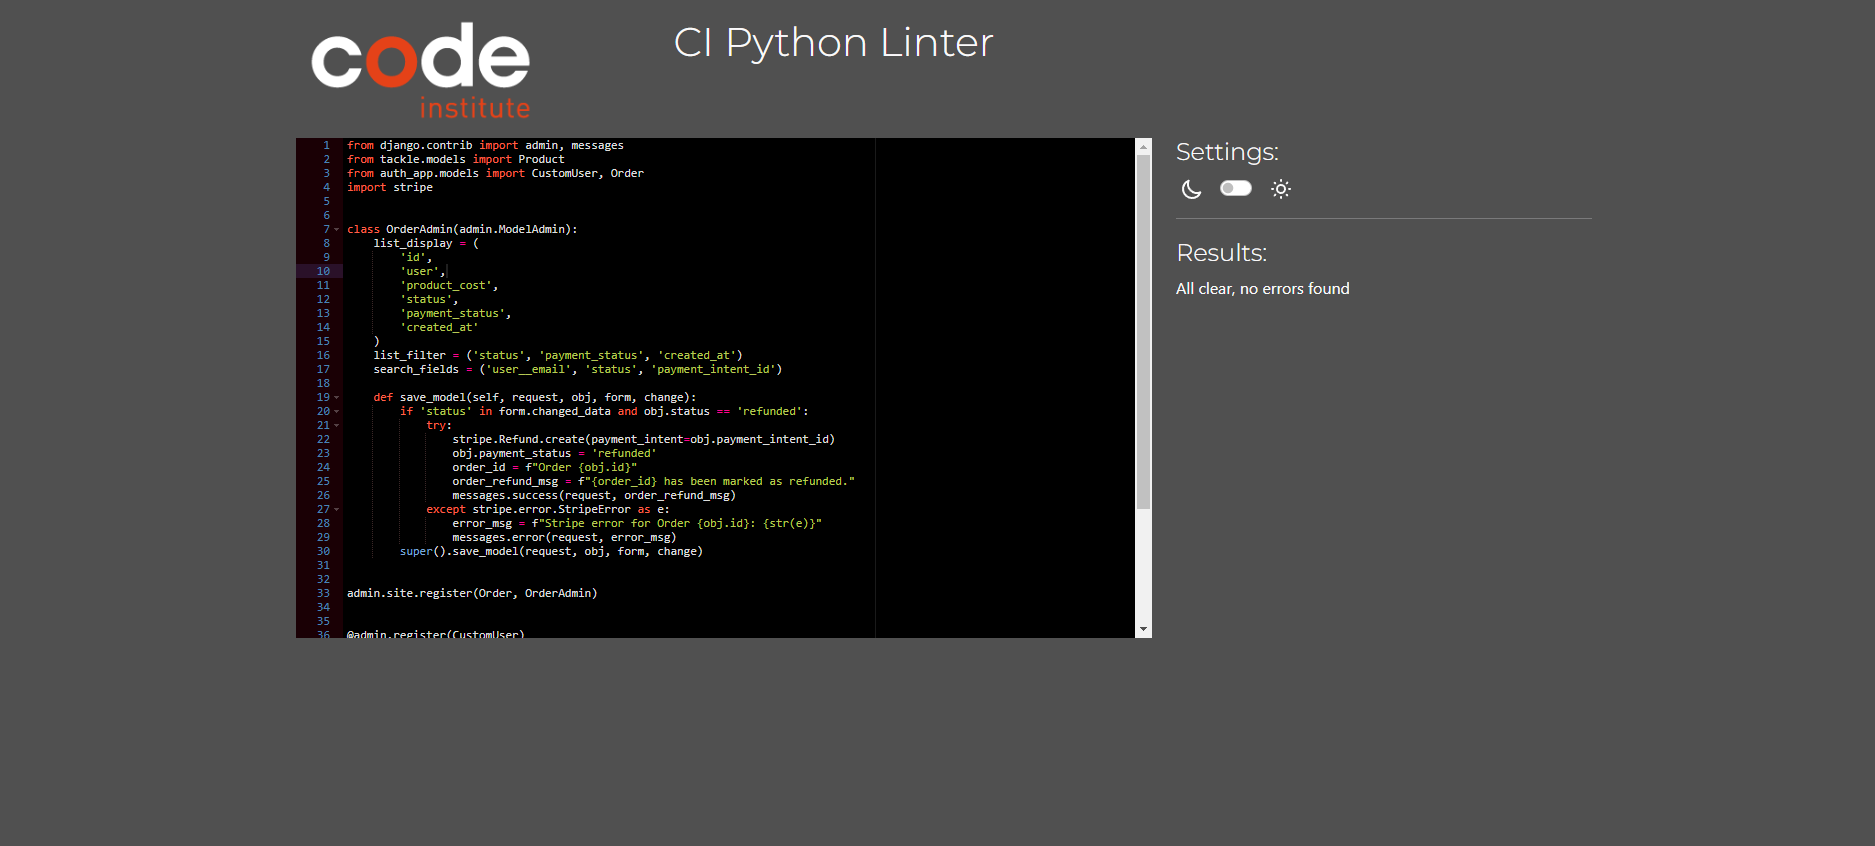 code
institute
CI Python Linter
1 from django.contrib import admin, messages
2 from tackle.models import Product
3 from auth_app.models import CustomUser, Order
4 import stripe
5
6
7 class OrderAdmin(admin.ModelAdmin):
8     list_display = (
9         'id',
10         'user',
11         'product_cost',
12         'status',
13         'payment_status',
14         'created_at'
15     )
16     list_filter = ('status', 'payment_status', 'created_at')
17     search_fields = ('user__email', 'status', 'payment_intent_id')
18
19     def save_model(self, request, obj, form, change):
20         if 'status' in form.changed_data and obj.status == 'refunded':
21             try:
22                 stripe.Refund.create(payment_intent=obj.payment_intent_id)
23                 obj.payment_status = 'refunded'
24                 order_id = f"Order {obj.id}"
25                 order_refund_msg = f"{order_id} has been marked as refunded."
26                 messages.success(request, order_refund_msg)
27             except stripe.error.StripeError as e:
28                 error_msg = f"Stripe error for Order {obj.id}: {str(e)}"
29                 messages.error(request, error_msg)
30         super().save_model(request, obj, form, change)
31
32
33 admin.site.register(Order, OrderAdmin)
34
35
36 @admin.register(CustomUser)
Settings:
Results:
All clear, no errors found